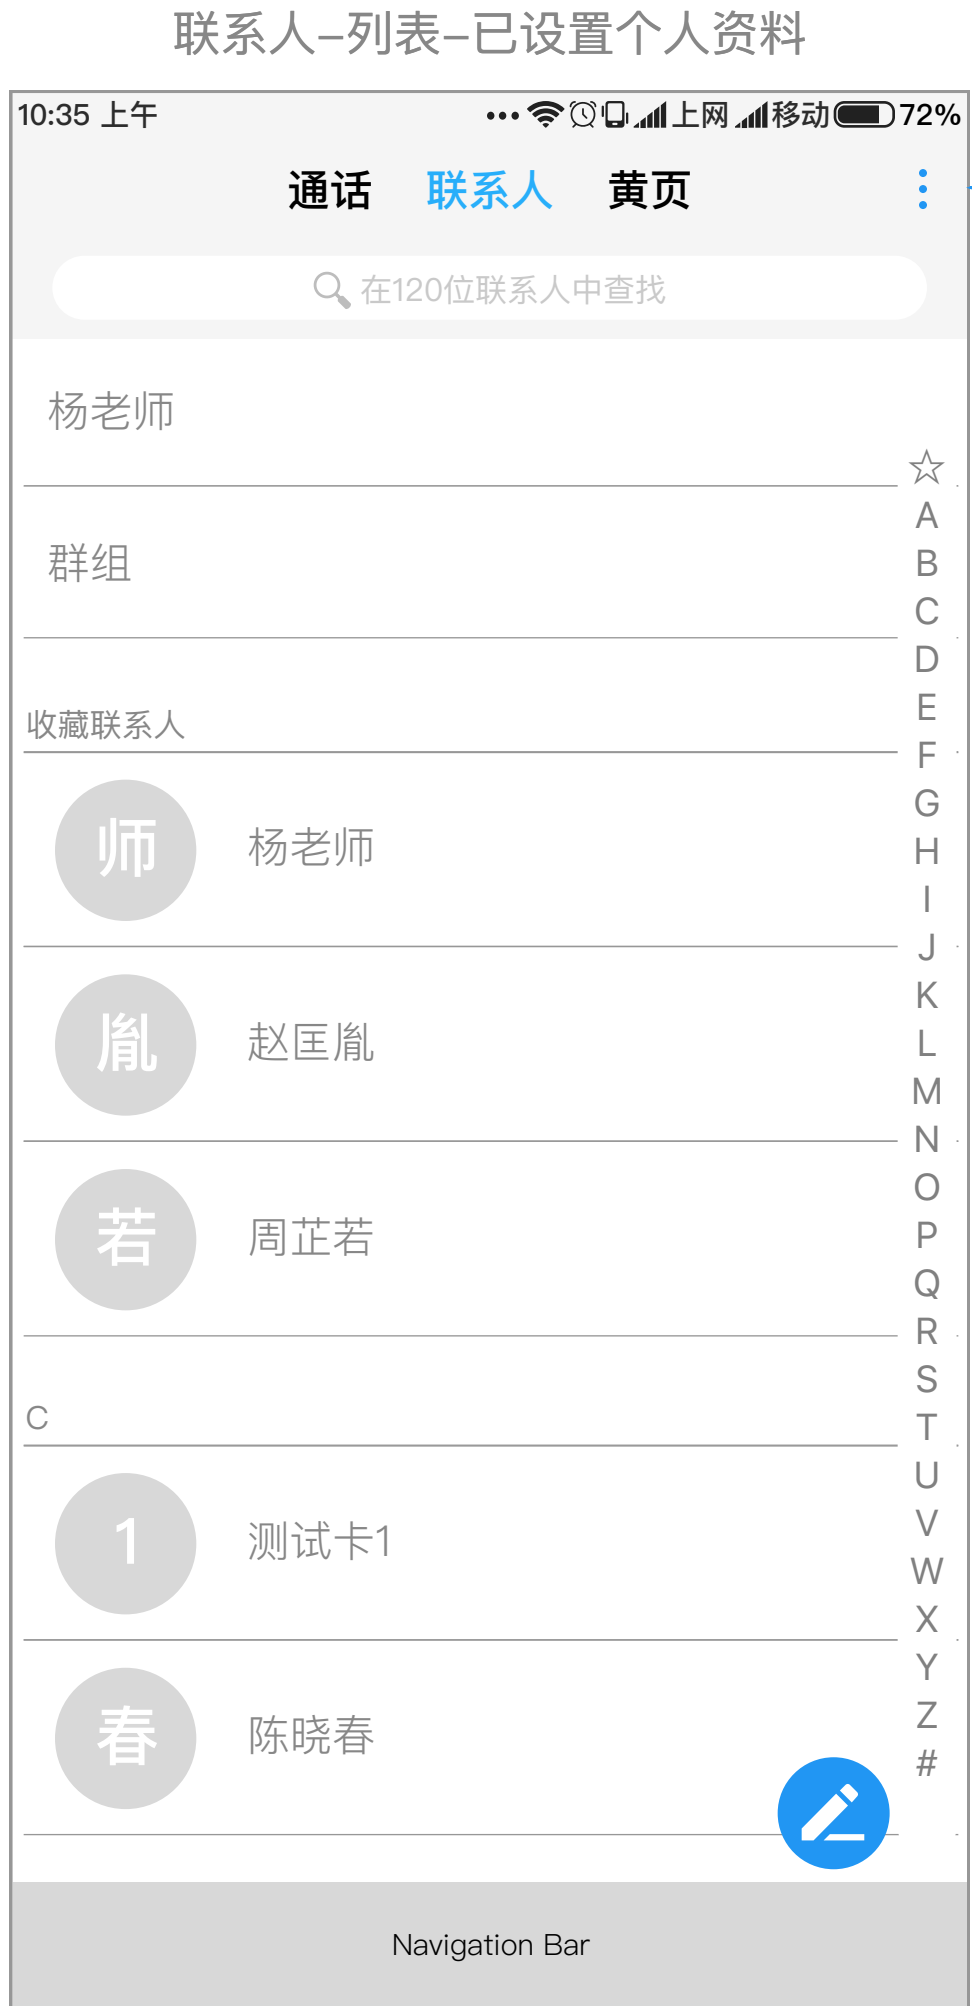 联系人–列表–已设置个人资料
10:35 上午 上网 移动 72%
通话 联系人 黄页
在120位联系人中查找
杨老师
群组
收藏联系人
师 杨老师
胤 赵匡胤
若 周芷若
C
1 测试卡1
春 陈晓春
☆
A
B
C
D
E
F
G
H
I
J
K
L
M
N
O
P
Q
R
S
T
U
V
W
X
Y
Z
#
Navigation Bar